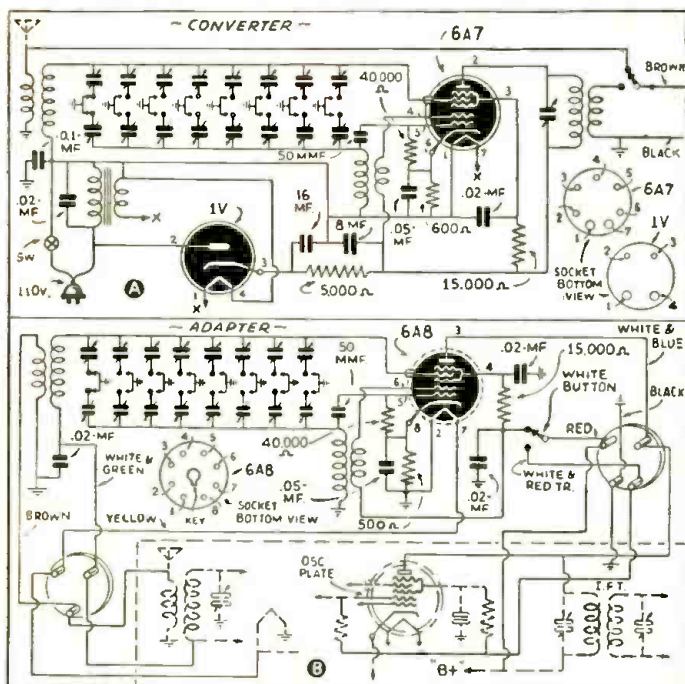 ~ CONVERTER ~
6A7
40,000 Ω
BROWN
BLACK
.0.1-MF.
50 MMF.
.02-MF.
X
1V
16 MF.
8 MF.
.05-MF.
600 Ω
.02-MF.
X
6A7
1V
SOCKET BOTTOM VIEW
SW.
110V.
A
X
5,000 Ω
15,000 Ω
~ ADAPTER ~
50 MMF.
6A8
.02-MF.
15,000 Ω
WHITE & BLUE
WHITE BUTTON
BLACK
RED
.02-MF.
WHITE & GREEN
6A8
SOCKET BOTTOM VIEW
KEY
40,000 Ω
.05-MF.
500 Ω
.02-MF.
WHITE & RED TR.
BROWN
YELLOW
OSC PLATE
I.F.T.
B
"B+"